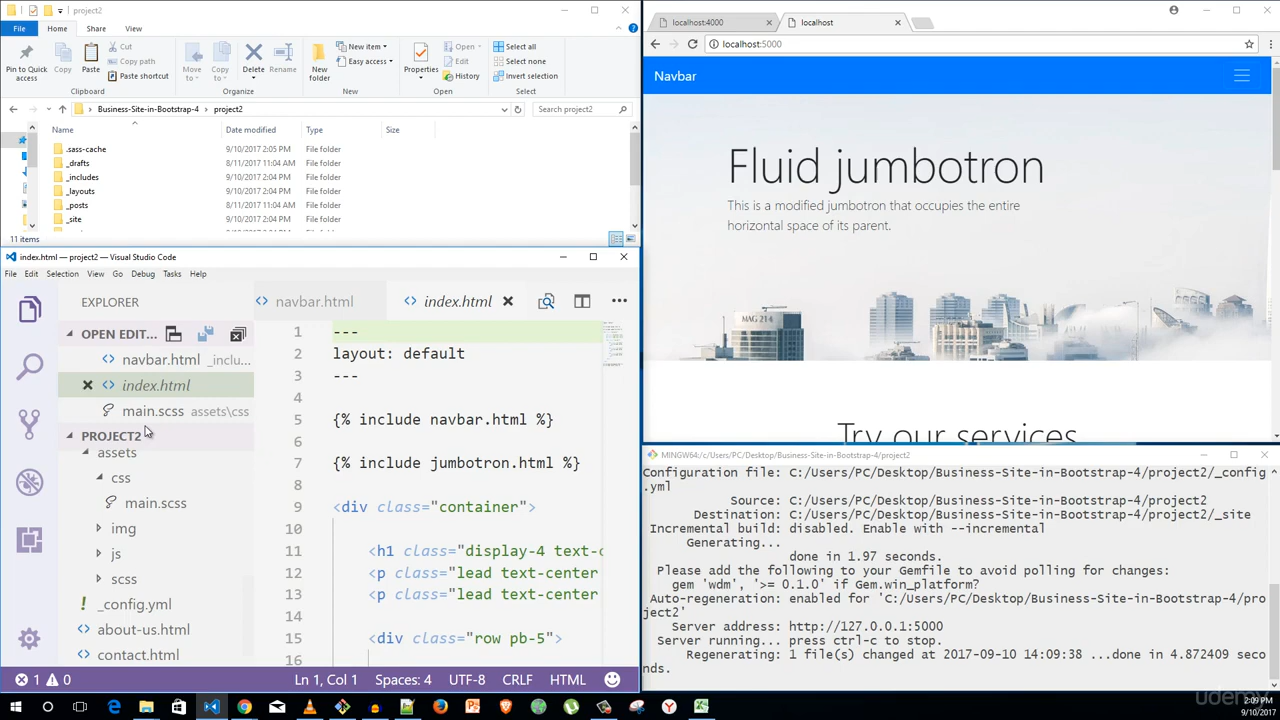 project2
File
Home
Share
View
Pin to Quick
access
Copy
Paste
Cut
Copy path
Paste shortcut
Clipboard
Move
to
Copy
to
Delete
Rename
Organize
New
folder
New item
Easy access
New
Properties
Open
Edit
History
Open
Select all
Select none
Invert selection
Select
Business-Site-in-Bootstrap-4
project2
Search project2
Name
Date modified
Type
Size
.sass-cache
9/10/2017 2:05 PM
File folder
_drafts
8/11/2017 11:04 AM
File folder
_includes
9/10/2017 2:04 PM
File folder
_layouts
9/10/2017 2:04 PM
File folder
_posts
8/11/2017 11:04 AM
File folder
_site
9/10/2017 2:04 PM
File folder
11 items
index.html — project2 — Visual Studio Code
File Edit Selection View Go Debug Tasks Help
EXPLORER
OPEN EDIT...
navbar.html _inclu...
index.html
main.scss assets\css
PROJECT2
assets
css
main.scss
img
js
scss
_config.yml
about-us.html
contact.html
navbar.html
index.html
1 ---
2 layout: default
3 ---
4
5 {% include navbar.html %}
6
7 {% include jumbotron.html %}
8
9 <div class="container">
10
11 <h1 class="display-4 text-c
12 <p class="lead text-center
13 <p class="lead text-center
14
15 <div class="row pb-5">
16
1 0
Ln 1, Col 1
Spaces: 4
UTF-8
CRLF
HTML
localhost:4000
localhost
localhost:5000
Navbar
Fluid jumbotron
This is a modified jumbotron that occupies the entire
horizontal space of its parent.
MAG 214
Try our services
MINGW64:/c/Users/PC/Desktop/Business-Site-in-Bootstrap-4/project2
Configuration file: C:/Users/PC/Desktop/Business-Site-in-Bootstrap-4/project2/_config
.yml
Source: C:/Users/PC/Desktop/Business-Site-in-Bootstrap-4/project2
Destination: C:/Users/PC/Desktop/Business-Site-in-Bootstrap-4/project2/_site
Incremental build: disabled. Enable with --incremental
Generating...
done in 1.97 seconds.
Please add the following to your Gemfile to avoid polling for changes:
gem 'wdm', '>= 0.1.0' if Gem.win_platform?
Auto-regeneration: enabled for 'C:/Users/PC/Desktop/Business-Site-in-Bootstrap-4/pro
ject2'
Server address: http://127.0.0.1:5000
Server running... press ctrl-c to stop.
Regenerating: 1 file(s) changed at 2017-09-10 14:09:38 ...done in 4.872409 seco
nds.
udemy
2:09 PM
9/10/2017